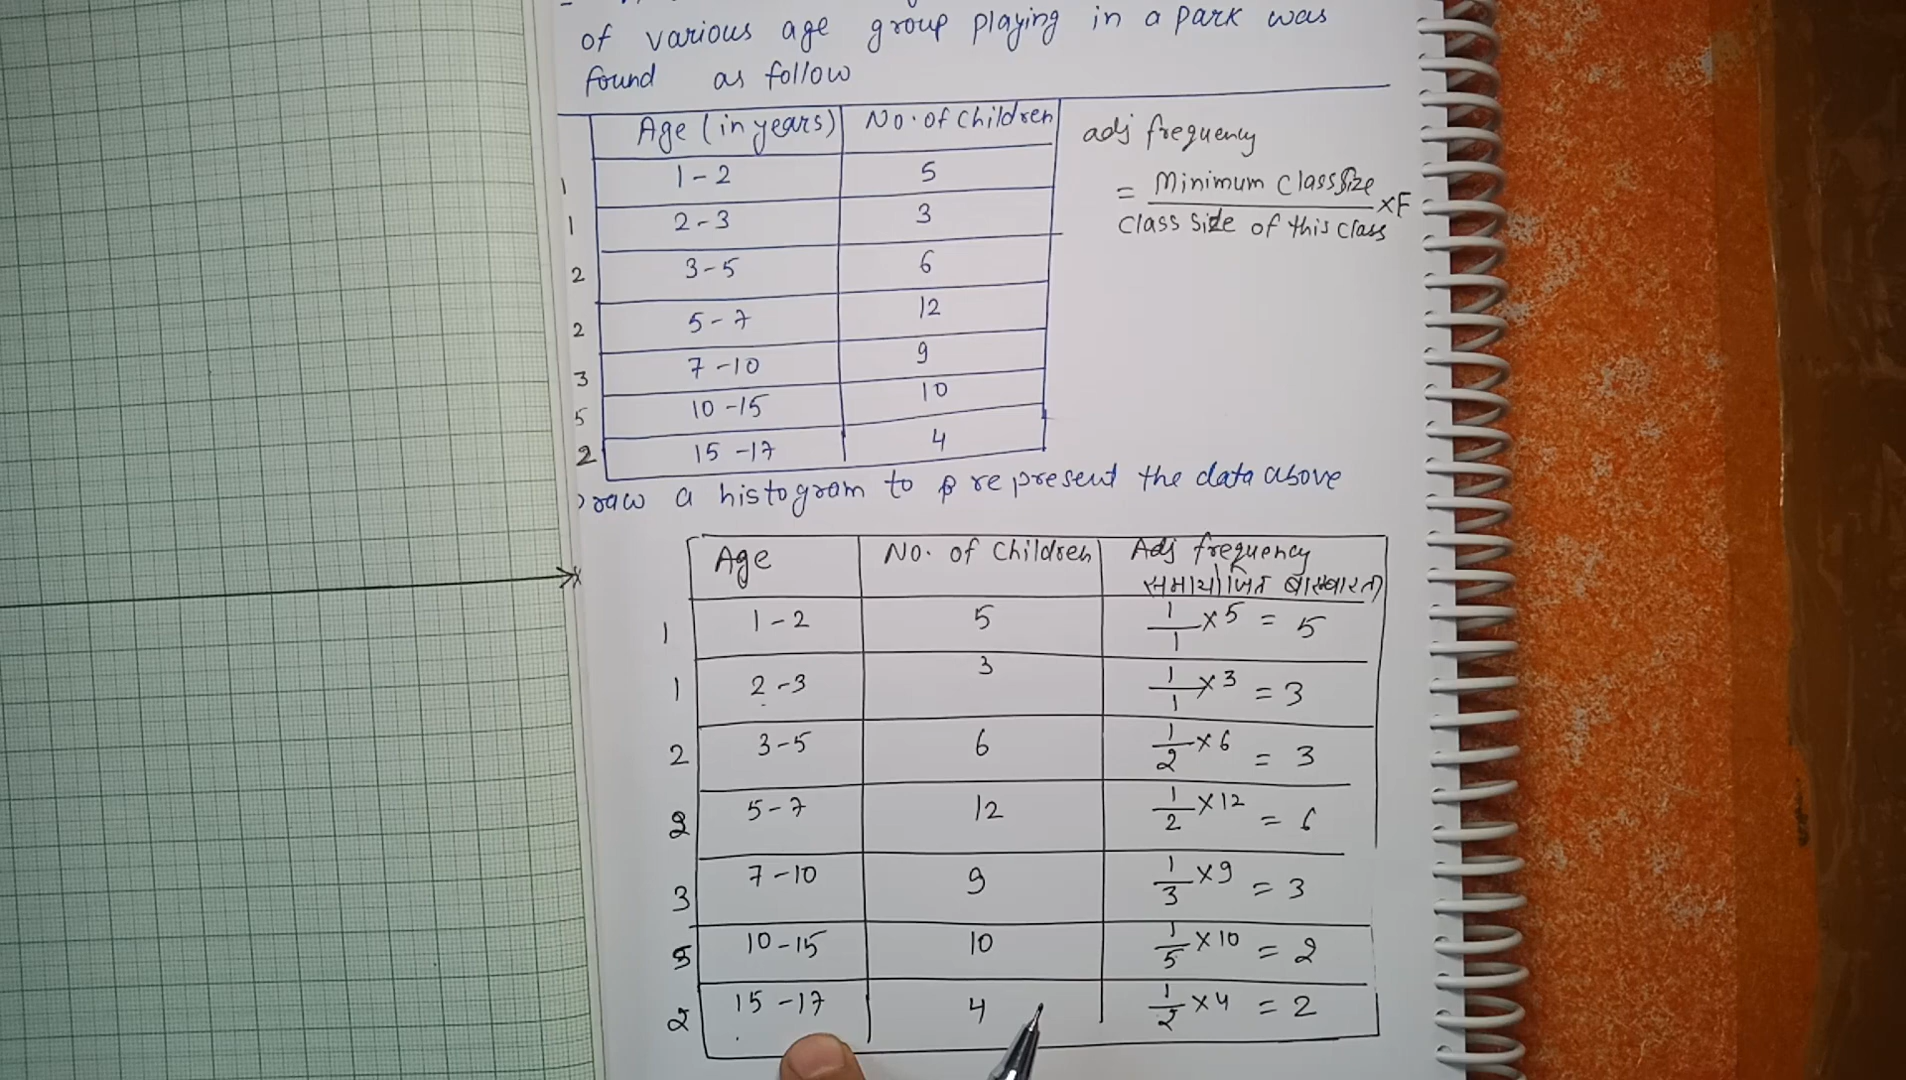 of various age group playing in a park was
found as follow
Age (in years) No. of children
1 1-2 5
1 2-3 3
2 3-5 6
2 5-7 12
3 7-10 9
5 10-15 10
2 15-17 4
adj frequency
= Minimum class size / class size of this class ×F
Draw a histogram to represent the data above
Age No. of children Adj frequency
समायोजित बारंबारता
1 1-2 5 1/1 ×5 = 5
1 2-3 3 1/1 ×3 = 3
2 3-5 6 1/2 ×6 = 3
2 5-7 12 1/2 ×12 = 6
3 7-10 9 1/3 ×9 = 3
5 10-15 10 1/5 ×10 = 2
2 15-17 4 1/2 ×4 = 2
x